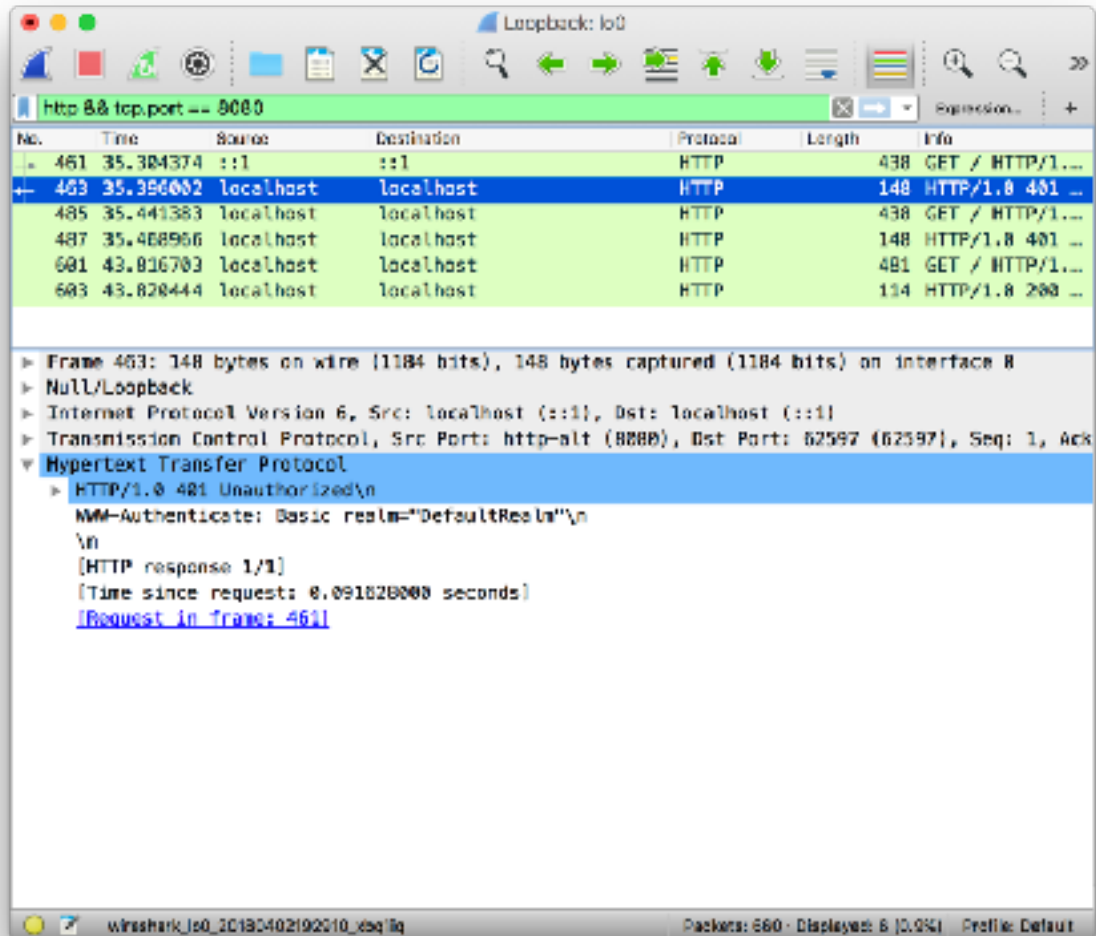 Loopback: lo0
http && tcp.port == 8080 Expression... +
No. Time Source Destination Protocol Length Info
461 35.304374 ::1 ::1 HTTP 438 GET / HTTP/1....
463 35.396002 localhost localhost HTTP 148 HTTP/1.0 401 ...
485 35.441383 localhost localhost HTTP 438 GET / HTTP/1....
487 35.468966 localhost localhost HTTP 148 HTTP/1.0 401 ...
601 43.816703 localhost localhost HTTP 481 GET / HTTP/1....
603 43.820444 localhost localhost HTTP 114 HTTP/1.0 200 ...
Frame 463: 148 bytes on wire (1184 bits), 148 bytes captured (1184 bits) on interface 0
Null/Loopback
Internet Protocol Version 6, Src: localhost (::1), Dst: localhost (::1)
Transmission Control Protocol, Src Port: http-alt (8080), Dst Port: 62597 (62597), Seq: 1, Ack
Hypertext Transfer Protocol
HTTP/1.0 401 Unauthorized\n
WWW-Authenticate: Basic realm="DefaultRealm"\n
\n
[HTTP response 1/1]
[Time since request: 0.091628000 seconds]
[Request in frame: 461]
Packets: 680 · Displayed: 6 (0.9%) Profile: Default